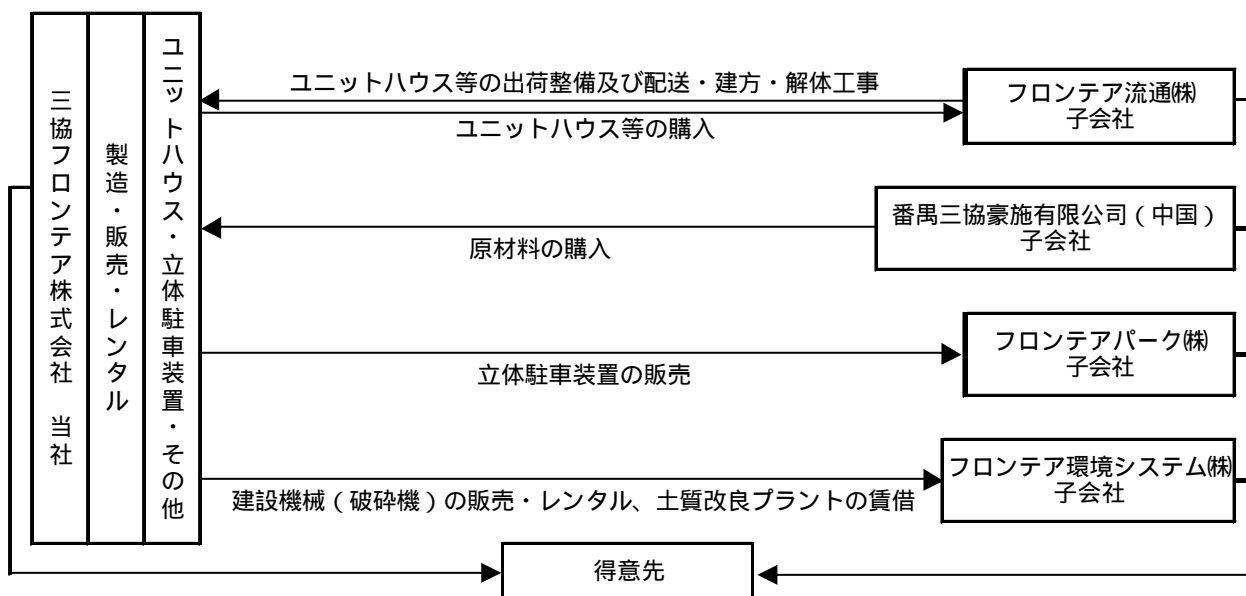 三協フロンテア株式会社 当社
製造・販売・レンタル
ユニットハウス・立体駐車装置・その他
ユニットハウス等の出荷整備及び配送・建方・解体工事
ユニットハウス等の購入
フロンテア流通㈱
子会社
原材料の購入
番禺三協豪施有限公司（中国）
子会社
立体駐車装置の販売
フロンテアパーク㈱
子会社
建設機械（破砕機）の販売・レンタル、土質改良プラントの賃借
フロンテア環境システム㈱
子会社
得意先